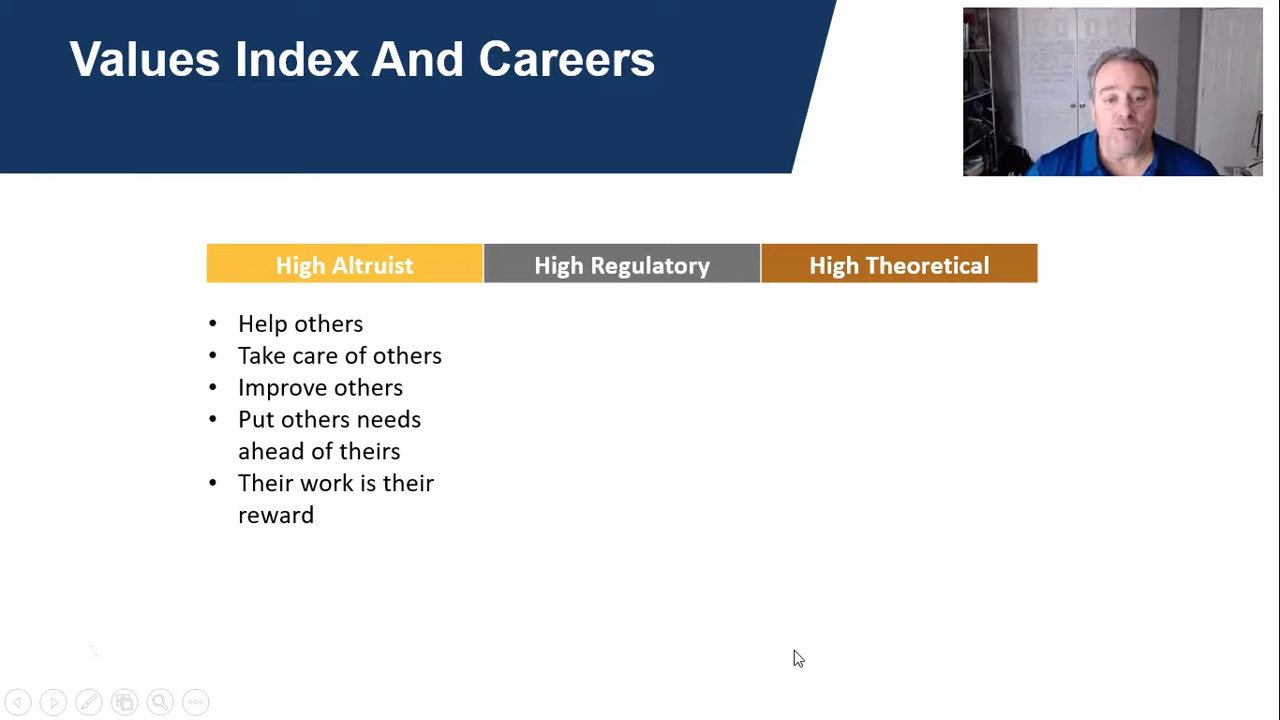 Values Index And Careers
High Altruist
High Regulatory
High Theoretical
• Help others
• Take care of others
• Improve others
• Put others needs
ahead of theirs
• Their work is their
reward